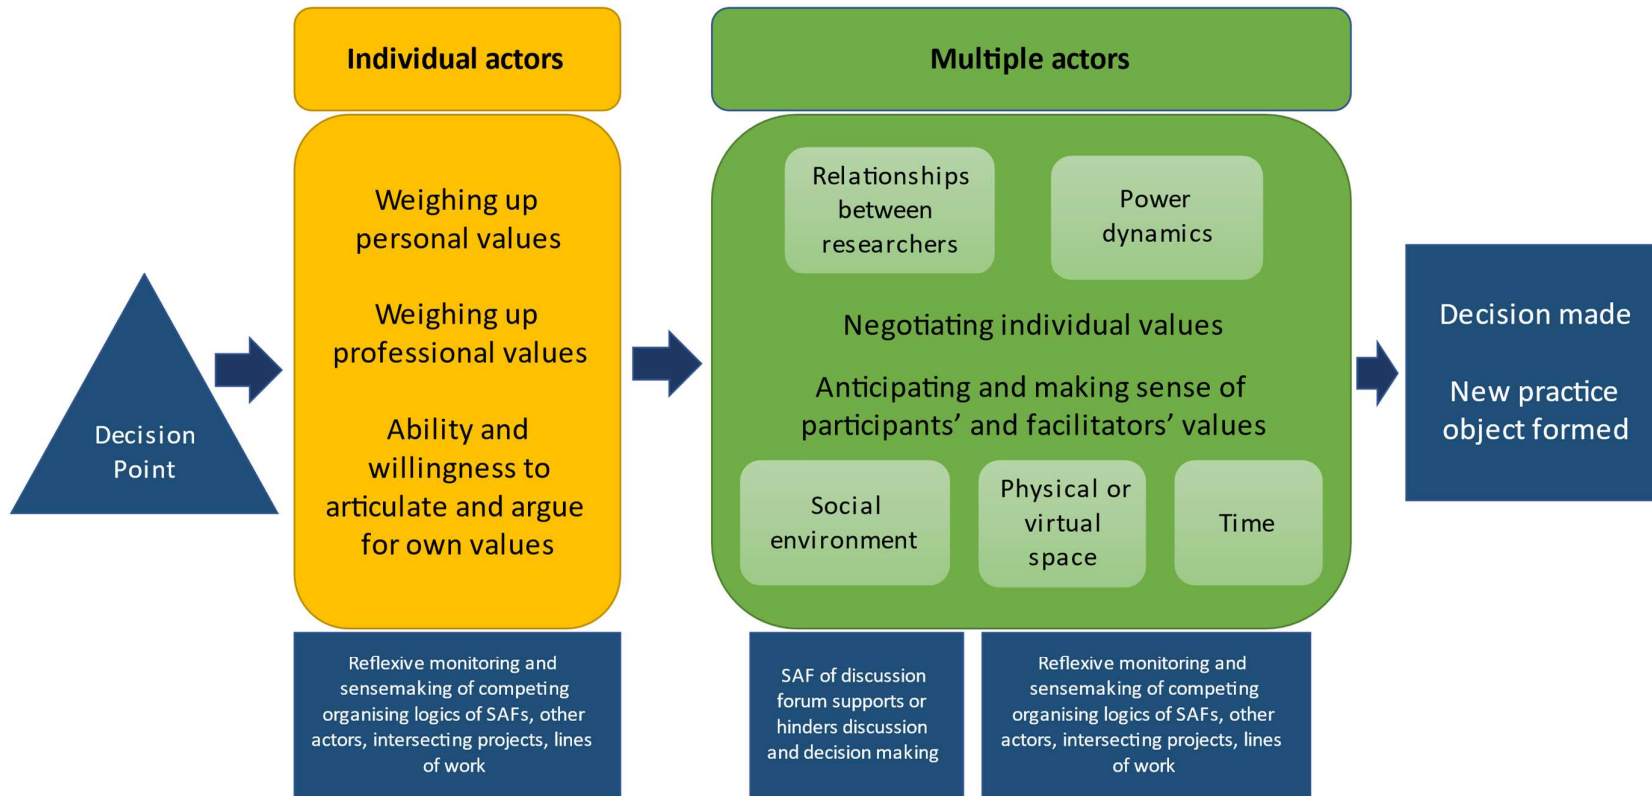 Individual actors
Multiple actors
Decision
Point
Weighing up
personal values
Weighing up
professional values
Ability and
willingness to
articulate and argue
for own values
Relationships
between
researchers
Power
dynamics
Negotiating individual values
Anticipating and making sense of
participants’ and facilitators’ values
Social
environment
Physical or
virtual
space
Time
Decision made
New practice
object formed
Reflexive monitoring and
sensemaking of competing
organising logics of SAFs, other
actors, intersecting projects, lines
of work
SAF of discussion
forum supports or
hinders discussion
and decision making
Reflexive monitoring and
sensemaking of competing
organising logics of SAFs, other
actors, intersecting projects, lines
of work